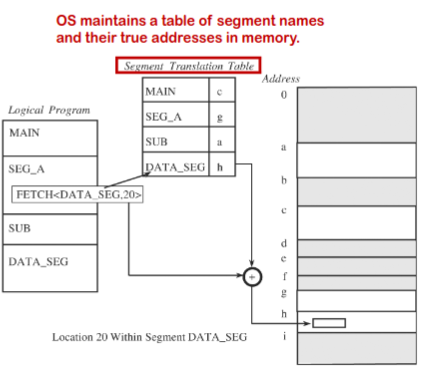 OS maintains a table of segment names
and their true addresses in memory.
Segment Translation Table
Address
MAIN c
SEG_A g
SUB a
DATA_SEG h
Logical Program
MAIN
SEG_A
FETCH<DATA_SEG,20>
SUB
DATA_SEG
0
a
b
c
d
e
f
g
h
i
+
Location 20 Within Segment DATA_SEG